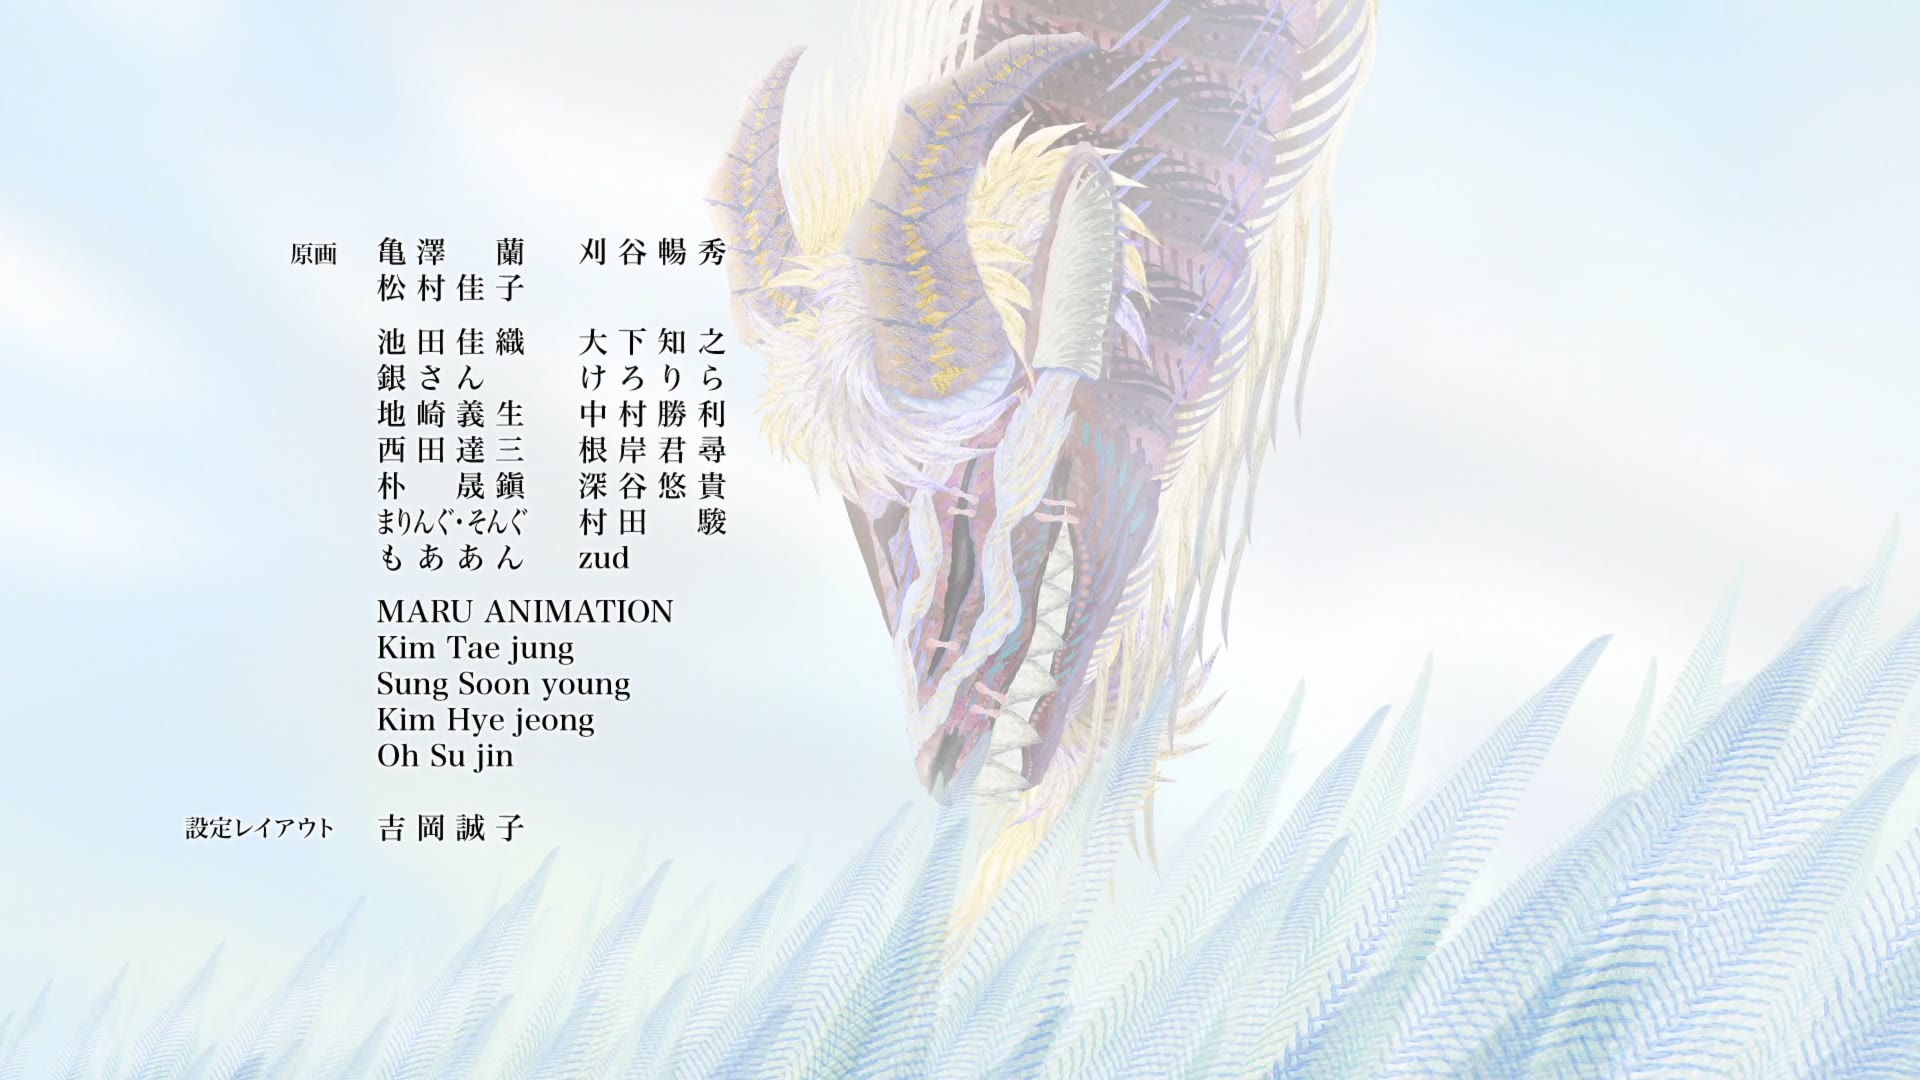 原画 亀澤 蘭 刈谷暢秀
松村佳子
池田佳織 大下知之
銀さん けろりら
地崎義生 中村勝利
西田達三 根岸君尋
朴 晟鎭 深谷悠貴
まりんぐ・そんぐ 村田 駿
もああん zud
MARU ANIMATION
Kim Tae jung
Sung Soon young
Kim Hye jeong
Oh Su jin
設定レイアウト 吉岡誠子